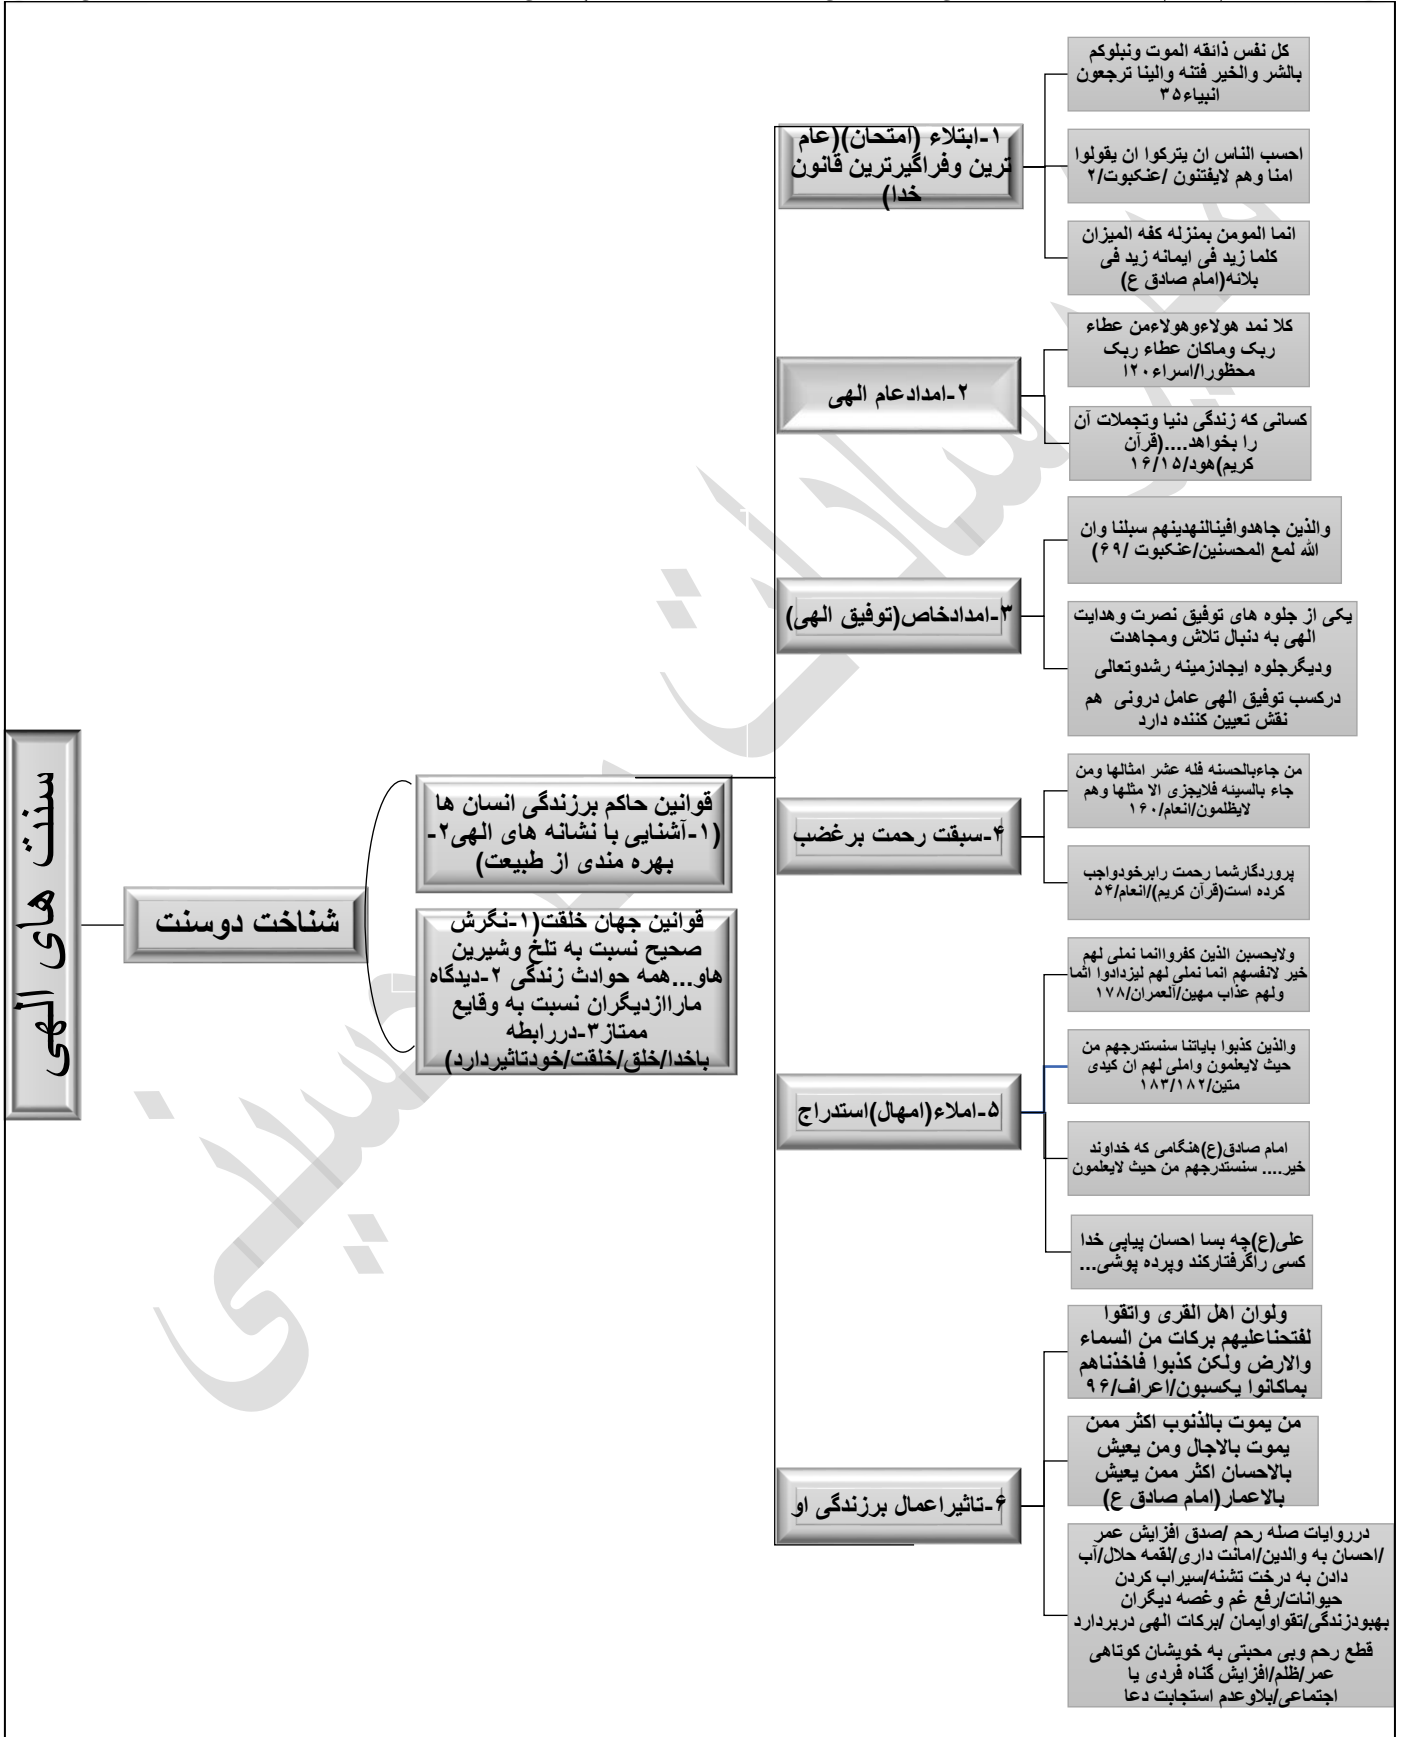 سنت های الهی
شناخت دوسنت
قوانین حاکم برزندگی انسان ها
(۱-آشنایی با نشانه های الهی۲-
بهره مندی از طبیعت)
قوانین جهان خلقت(۱-نگرش
صحیح نسبت به تلخ وشیرین
هاو...همه حوادث زندگی ۲-دیدگاه
ماراازدیگران نسبت به وقایع
ممتاز۳-دررابطه
باخدا/خلق/خلقت/خودتاثیردارد)
۱-ابتلاء (امتحان)(عام
ترین وفراگیرترین قانون
خدا)
کل نفس ذائقه الموت ونبلوکم
بالشر والخیر فتنه والینا ترجعون
انبیاء۳۵
احسب الناس ان یترکوا ان یقولوا
امنا وهم لایفتنون /عنکبوت/۲
انما المومن بمنزله کفه المیزان
کلما زید فی ایمانه زید فی
بلائه(امام صادق ع)
۲-امدادعام الهی
کلا نمد هولاءوهولاءمن عطاء
ربک وماکان عطاء ربک
محظورا/اسراء۱۲۰
کسانی که زندگی دنیا وتجملات آن
را بخواهد....(قرآن
کریم)هود/۱۶/۱۵
۳-امدادخاص(توفیق الهی)
والذین جاهدوافینالنهدینهم سبلنا وان
الله لمع المحسنین/عنکبوت /۶۹)
یکی از جلوه های توفیق نصرت وهدایت
الهی به دنبال تلاش ومجاهدت
ودیگرجلوه ایجادزمینه رشدوتعالی
درکسب توفیق الهی عامل درونی هم
نقش تعیین کننده دارد
۴-سبقت رحمت برغضب
من جاءبالحسنه فله عشر امثالها ومن
جاء بالسینه فلایجزی الا مثلها وهم
لایظلمون/انعام/۱۶۰
پروردگارشما رحمت رابرخودواجب
کرده است(قرآن کریم)/انعام/۵۴
۵-املاء(امهال)استدراج
ولایحسبن الذین کفرواانما نملی لهم
خیر لانفسهم انما نملی لهم لیزدادوا اثما
ولهم عذاب مهین/آلعمران/۱۷۸
والذین کذبوا بایاتنا سنستدرجهم من
حیث لایعلمون واملی لهم ان کیدی
متین/۱۸۳/۱۸۲
امام صادق(ع)هنگامی که خداوند
خیر.... سنستدرجهم من حیث لایعلمون
علی(ع)چه بسا احسان پیاپی خدا
کسی راگرفتارکند وپرده پوشی...
۶-تاثیراعمال برزندگی او
ولوان اهل القری واتقوا
لفتحناعلیهم برکات من السماء
والارض ولکن کذبوا فاخذناهم
بماکانوا یکسبون/اعراف/۹۶
من یموت بالذنوب اکثر ممن
یموت بالاجال ومن یعیش
بالاحسان اکثر ممن یعیش
بالاعمار(امام صادق ع)
درروایات صله رحم /صدق افزایش عمر
/احسان به والدین/امانت داری/لقمه حلال/آب
دادن به درخت تشنه/سیراب کردن
حیوانات/رفع غم وغصه دیگران
بهبودزندگی/تقواوایمان /برکات الهی دربردارد
قطع رحم وبی محبتی به خویشان کوتاهی
عمر/ظلم/افزایش گناه فردی یا
اجتماعی/بلاوعدم استجابت دعا